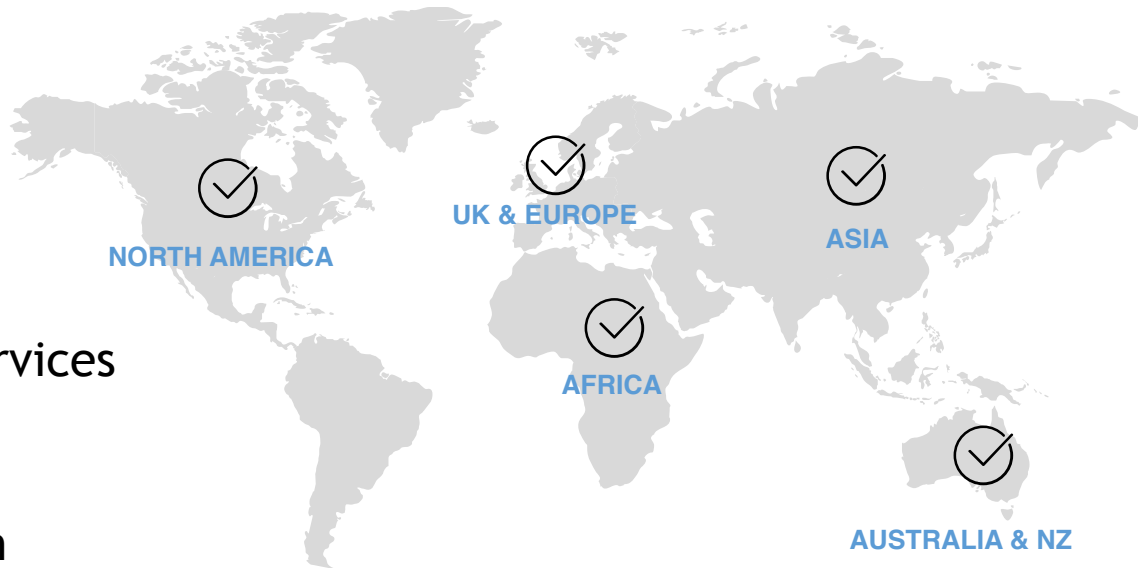 UK & EUROPE
NORTH AMERICA
ASIA
rvices
AFRICA
AUSTRALIA & NZ